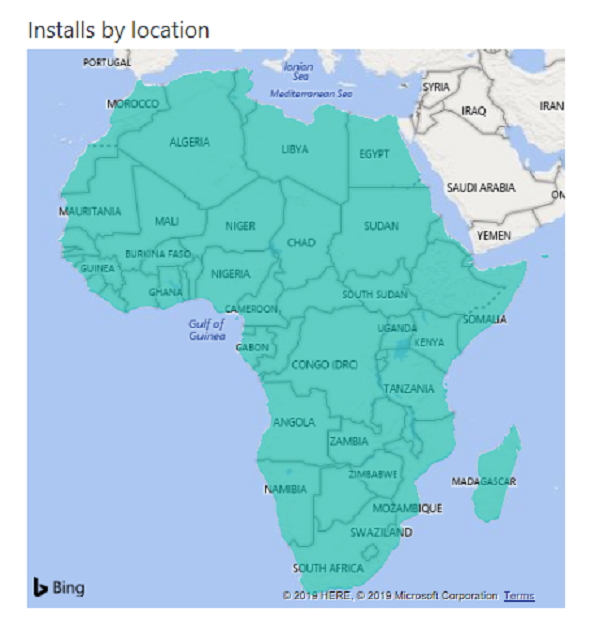 Installs by location
PORTUGAL
Ionian
Sea
Mediterranean Sea
SYRIA
IRAQ
IRAN
MOROCCO
ALGERIA
LIBYA
EGYPT
SAUDI ARABIA
ON
MAURITANIA
MALI
NIGER
CHAD
SUDAN
YEMEN
BURKINA FASO
GUINEA
NIGERIA
GHANA
SOUTH SUDAN
CAMEROON
SOMALIA
Gulf of
Guinea
UGANDA
KENYA
GABON
CONGO (DRC)
TANZANIA
ANGOLA
ZAMBIA
ZIMBABWE
MADAGASCAR
NAMIBIA
MOZAMBIQUE
SWAZILAND
SOUTH AFRICA
Bing
© 2019 HERE, © 2019 Microsoft Corporation Terms